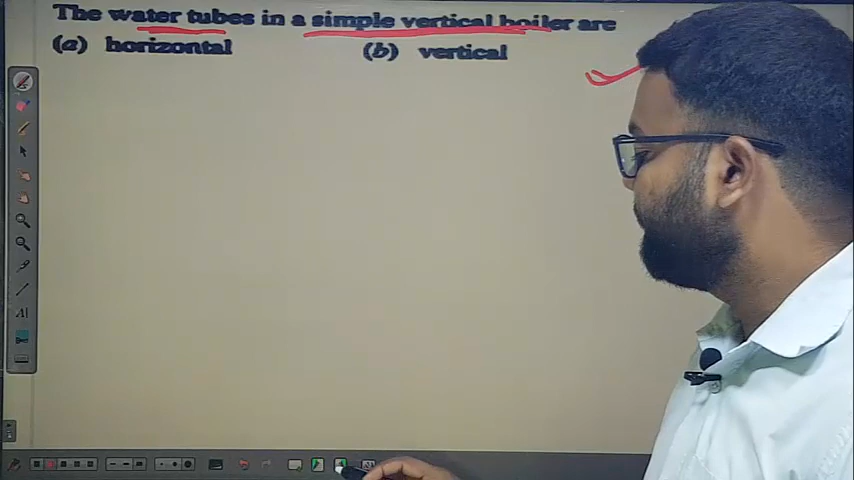 The water tubes in a simple vertical boiler are
(a) horizontal (b) vertical